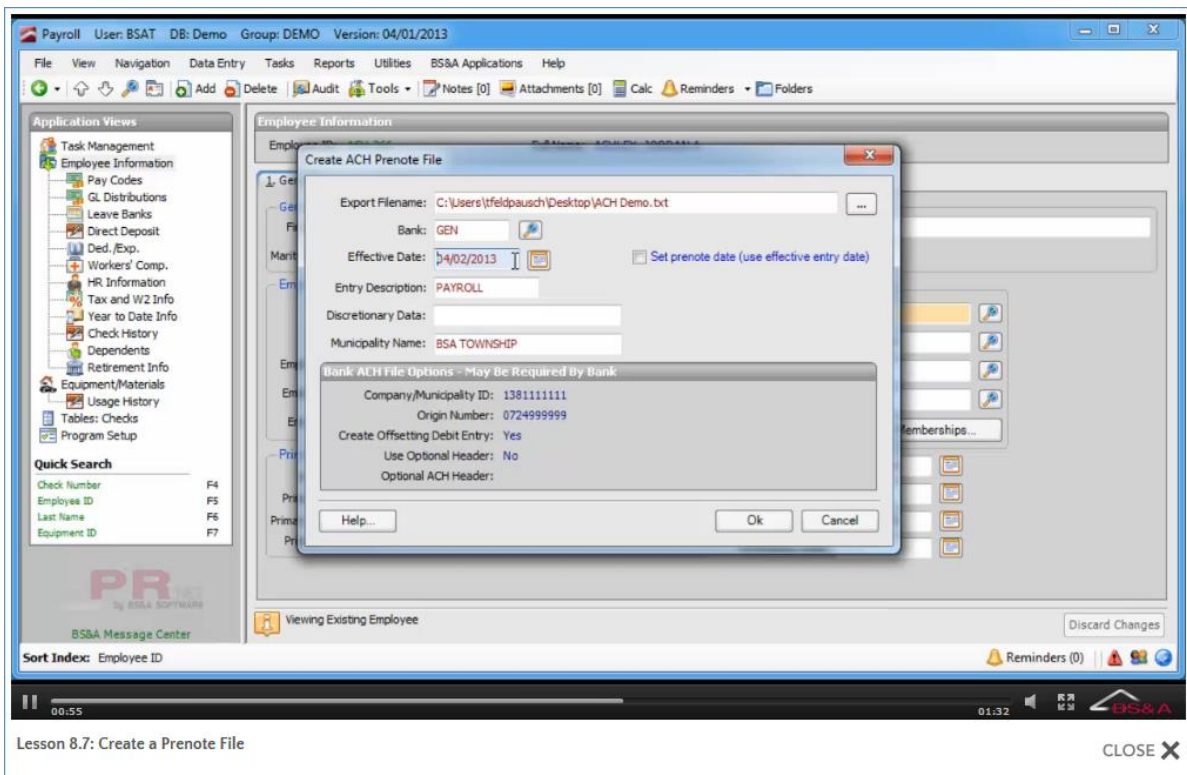 Payroll User: BSAT DB: Demo Group: DEMO Version: 04/01/2013
File View Navigation Data Entry Tasks Reports Utilities BS&A Applications Help
Add Delete Audit Tools Notes [0] Attachments [0] Calc Reminders Folders
Application Views
Task Management
Employee Information
Pay Codes
GL Distributions
Leave Banks
Direct Deposit
Ded./Exp.
Workers' Comp.
HR Information
Tax and W2 Info
Year to Date Info
Check History
Dependents
Retirement Info
Equipment/Materials
Usage History
Tables: Checks
Program Setup
Quick Search
Check Number F4
Employee ID F5
Last Name F6
Equipment ID F7
PR
by BS&A SOFTWARE
BS&A Message Center
Employee Information
Create ACH Prenote File
Export Filename: C:\Users\tfeldpausch\Desktop\ACH Demo.txt ...
Bank: GEN
Effective Date: 04/02/2013 Set prenote date (use effective entry date)
Entry Description: PAYROLL
Discretionary Data:
Municipality Name: BSA TOWNSHIP
Bank ACH File Options - May Be Required By Bank
Company/Municipality ID: 1381111111
Origin Number: 0724999999
Create Offsetting Debit Entry: Yes
Use Optional Header: No
Optional ACH Header:
Help... Ok Cancel
Memberships...
Viewing Existing Employee
Discard Changes
Sort Index: Employee ID Reminders (0)
00:55 01:32 BS&A
Lesson 8.7: Create a Prenote File
CLOSE